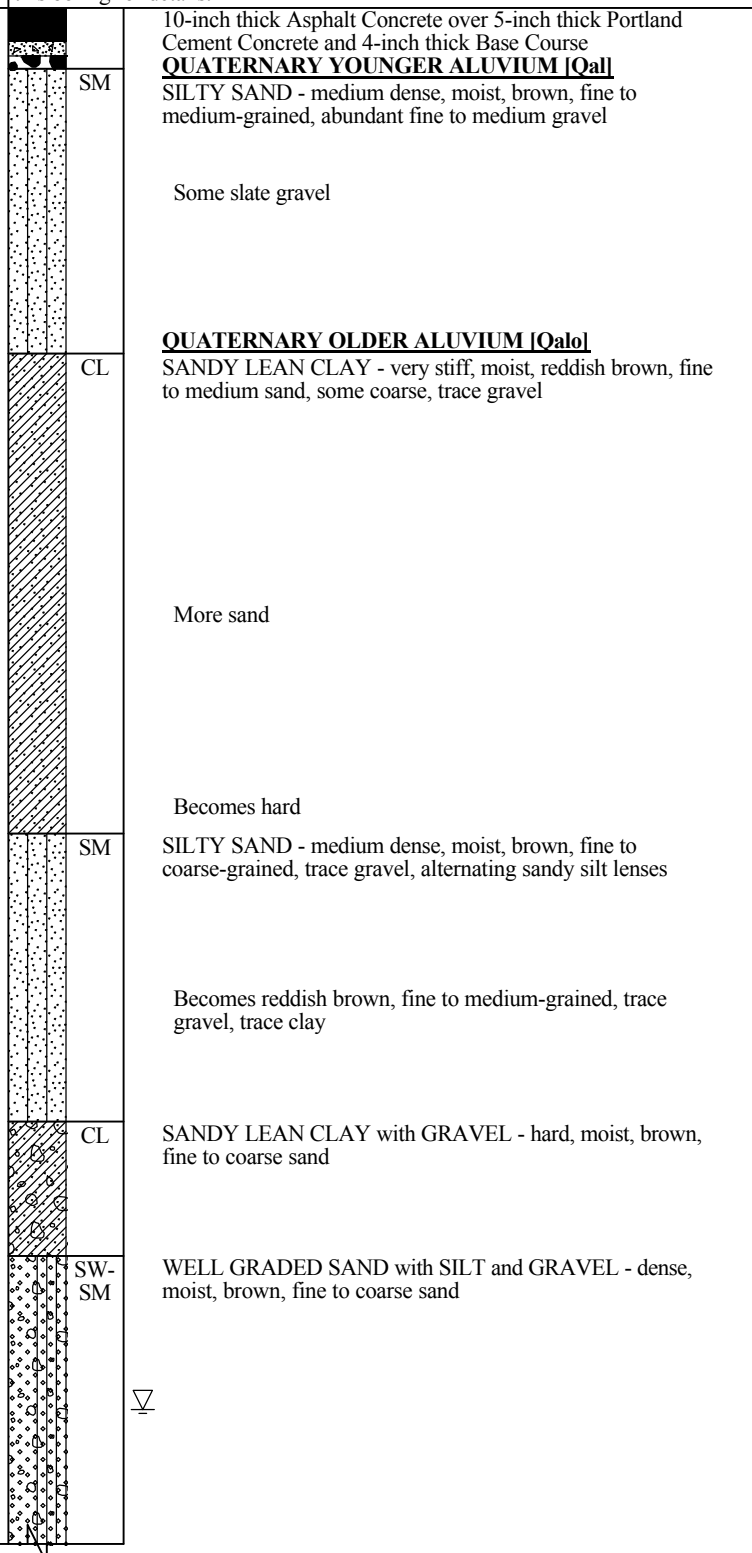 10-inch thick Asphalt Concrete over 5-inch thick Portland
Cement Concrete and 4-inch thick Base Course
QUATERNARY YOUNGER ALUVIUM [Qal]
SM
SILTY SAND - medium dense, moist, brown, fine to
medium-grained, abundant fine to medium gravel
Some slate gravel
QUATERNARY OLDER ALUVIUM [Qalo]
CL
SANDY LEAN CLAY - very stiff, moist, reddish brown, fine
to medium sand, some coarse, trace gravel
More sand
Becomes hard
SM
SILTY SAND - medium dense, moist, brown, fine to
coarse-grained, trace gravel, alternating sandy silt lenses
Becomes reddish brown, fine to medium-grained, trace
gravel, trace clay
CL
SANDY LEAN CLAY with GRAVEL - hard, moist, brown,
fine to coarse sand
SW-
SM
WELL GRADED SAND with SILT and GRAVEL - dense,
moist, brown, fine to coarse sand